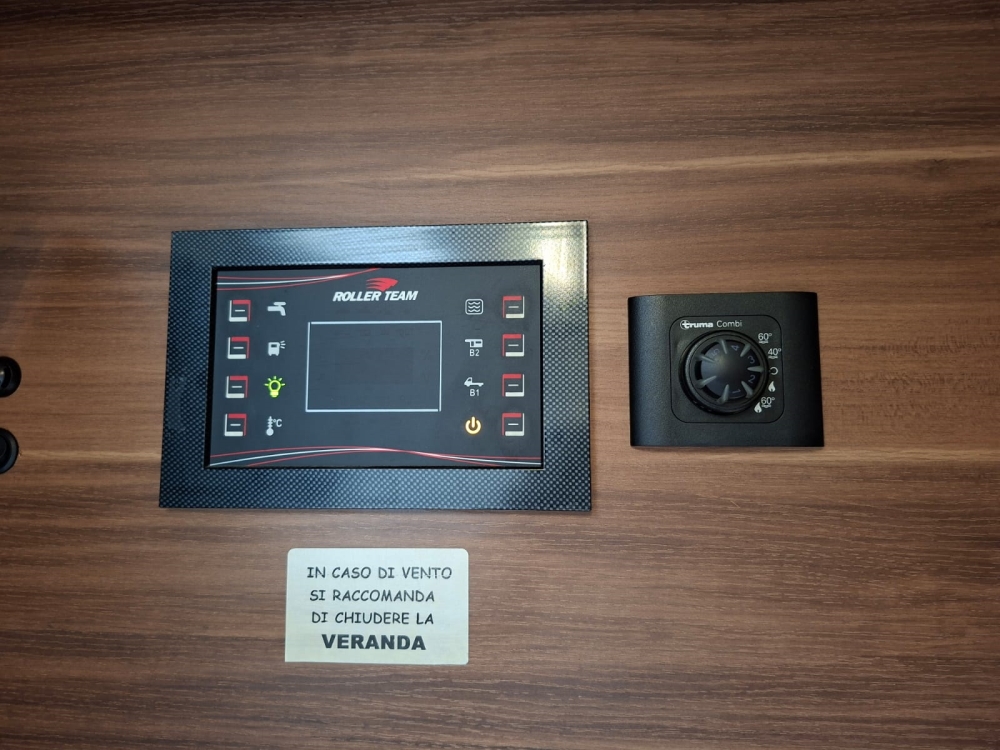 ROLLER TEAM
B2
B1
°C
truma Combi
60°
40°
60°
IN CASO DI VENTO
SI RACCOMANDA
DI CHIUDERE LA
VERANDA